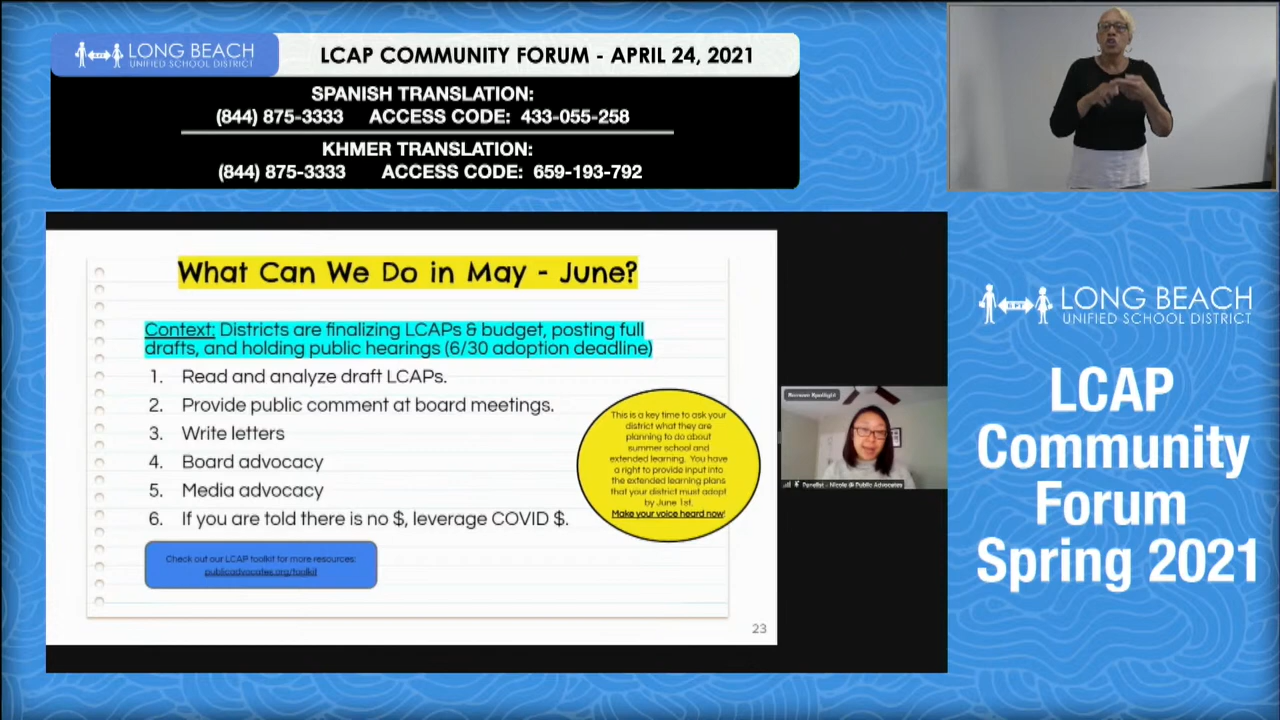 LONG BEACH
UNIFIED SCHOOL DISTRICT
LCAP COMMUNITY FORUM - APRIL 24, 2021
SPANISH TRANSLATION:
(844) 875-3333 ACCESS CODE: 433-055-258
KHMER TRANSLATION:
(844) 875-3333 ACCESS CODE: 659-193-792
What Can We Do in May - June?
Context: Districts are finalizing LCAPs & budget, posting full
drafts, and holding public hearings (6/30 adoption deadline)
1. Read and analyze draft LCAPs.
2. Provide public comment at board meetings.
3. Write letters
4. Board advocacy
5. Media advocacy
6. If you are told there is no $, leverage COVID $.
This is a key time to ask your
district what they are
planning to do about
summer school and
extended learning. You have
a right to provide input into
the extended learning plans
that your district must adopt
by June 1st.
Make your voice heard now!
Check out our LCAP toolkit for more resources:
publicadvocates.org/toolkit
23
Remove Spotlight
Panelist - Nicole @ Public Advocates
LONG BEACH
UNIFIED SCHOOL DISTRICT
LCAP
Community
Forum
Spring 2021